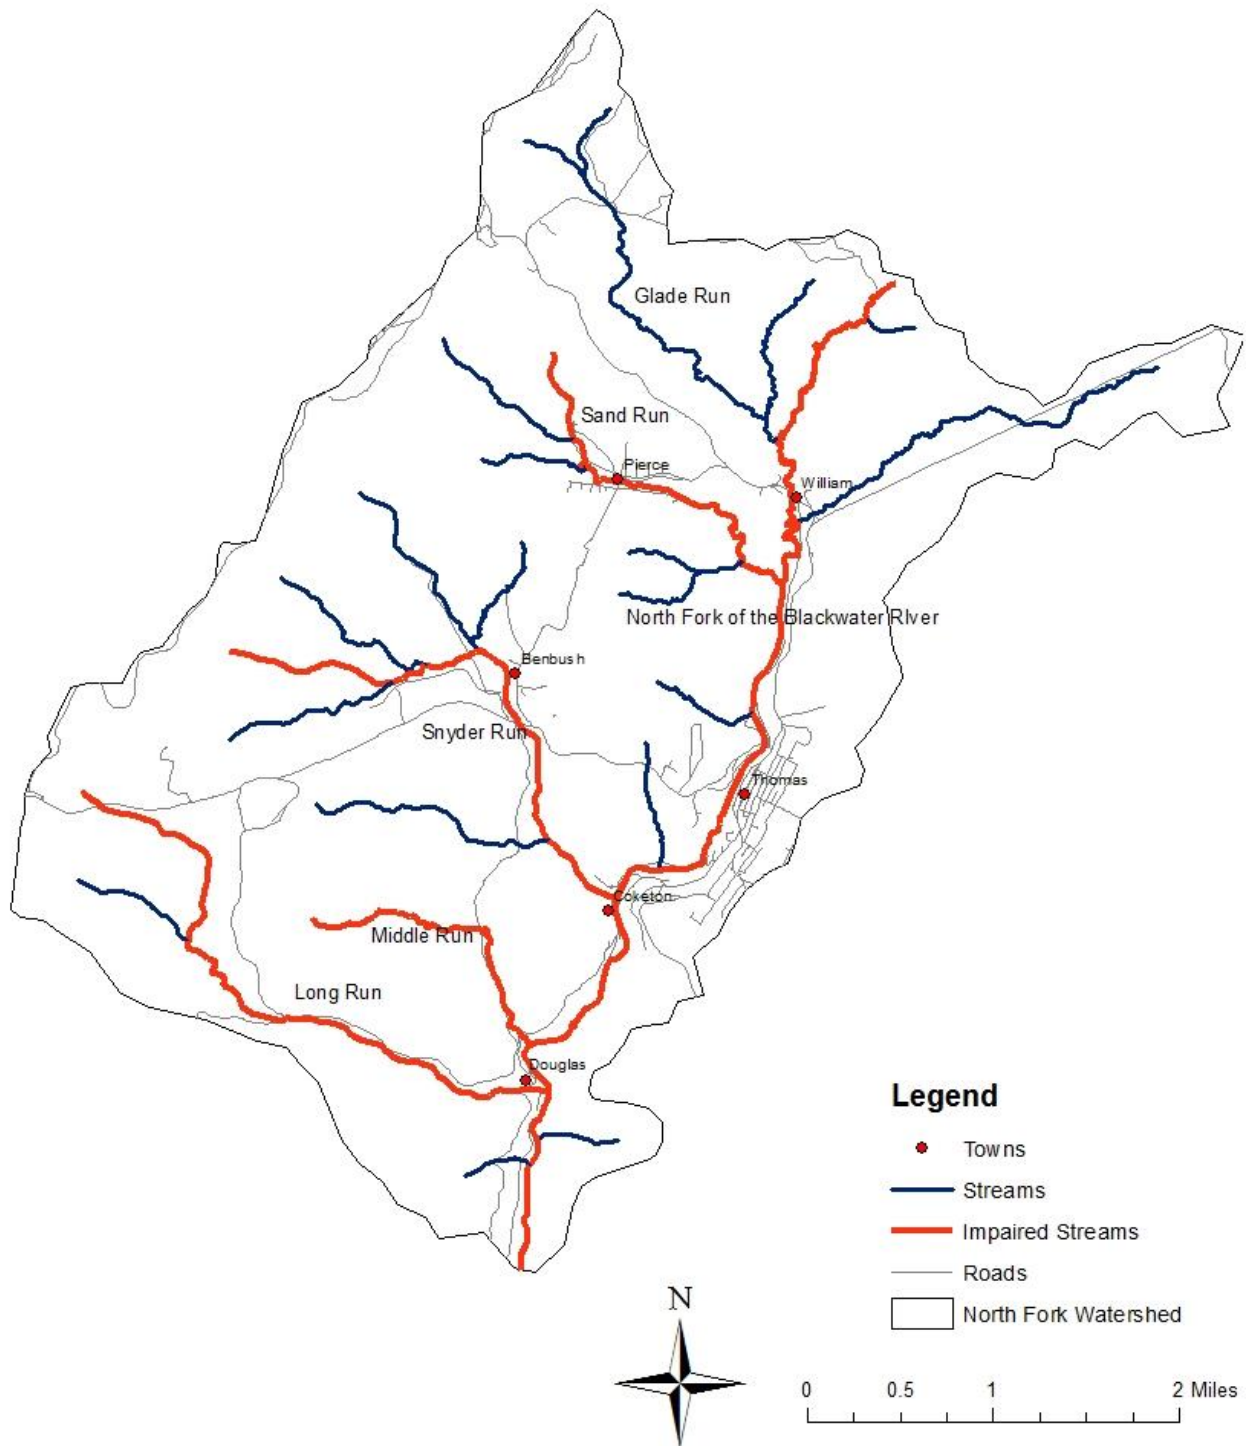 Glade Run
Sand Run
Pierce
William
North Fork of the Blackwater RIver
Benbush
Snyder Run
Thomas
Coketon
Middle Run
Long Run
Douglas
Legend
Towns
Streams
Impaired Streams
Roads
North Fork Watershed
N
0 0.5 1 2 Miles